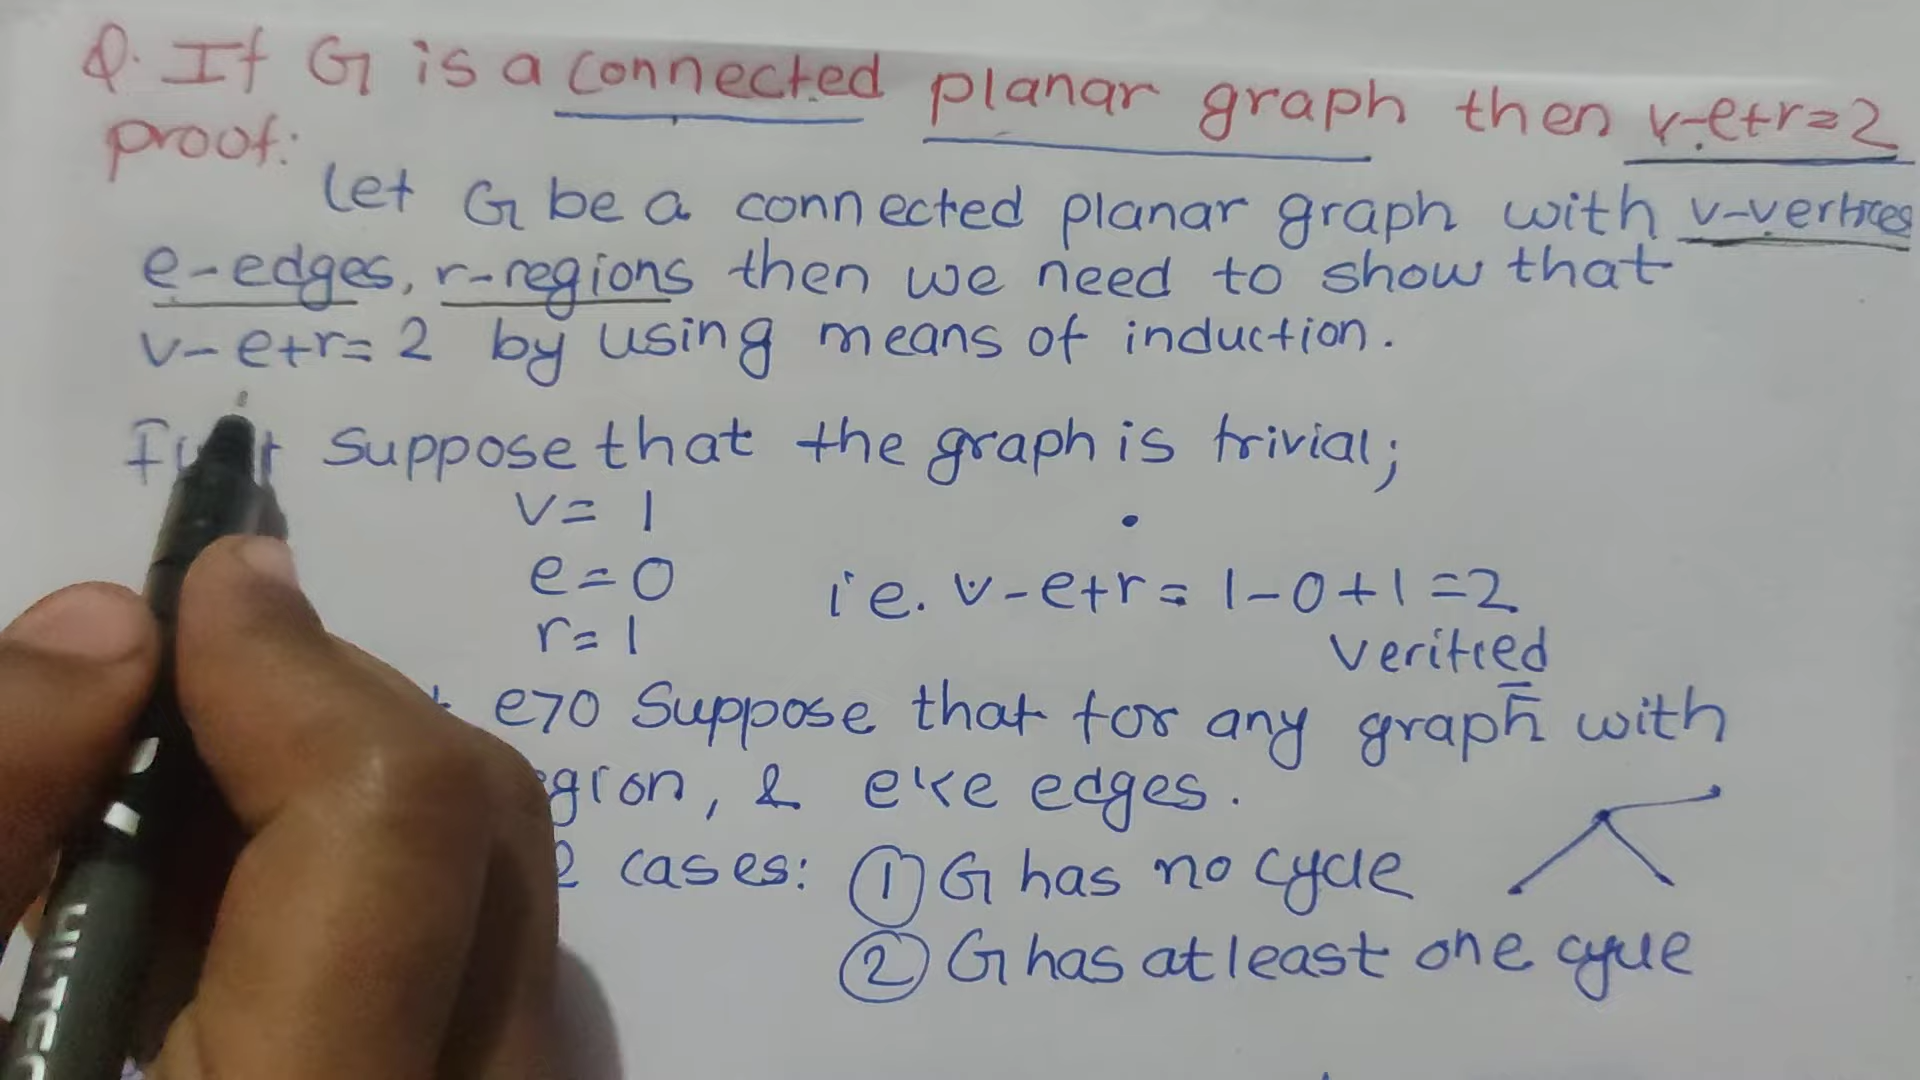 Q. If G is a connected planar graph then v-e+r=2
proof:
Let G be a connected planar graph with v-vertices
e-edges, r-regions then we need to show that
v-e+r=2 by using means of induction.
suppose that the graph is trivial;
v=1
e=0
r=1
i.e. v-e+r=1-0+1=2
verified
e>0 Suppose that for any graph with
& e'<e edges.
2 cases: ① G has no cycle
② G has atleast one cycle
HI-TEC